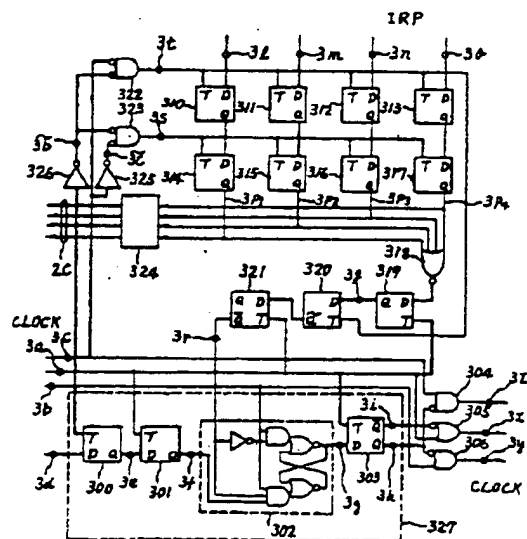 IRP
3t
3l
3m
3n
3o
322
323
T D
Q
310
T D
Q
311
T D
Q
312
T D
Q
313
3s
3b
3c
326
325
T D
Q
314
T D
Q
315
T D
Q
316
T D
Q
317
3P1
3P2
3P3
3P4
2C
324
318
321
320
3q
319
Q D
Q T
Q D
T
Q D
T
3r
CLOCK
3c
3a
3b
304
305
306
3z
3x
3y
CLOCK
3i
3h
T
D Q
300
3d
3e
T
D Q
301
3f
302
3g
T Q
D Q
303
327